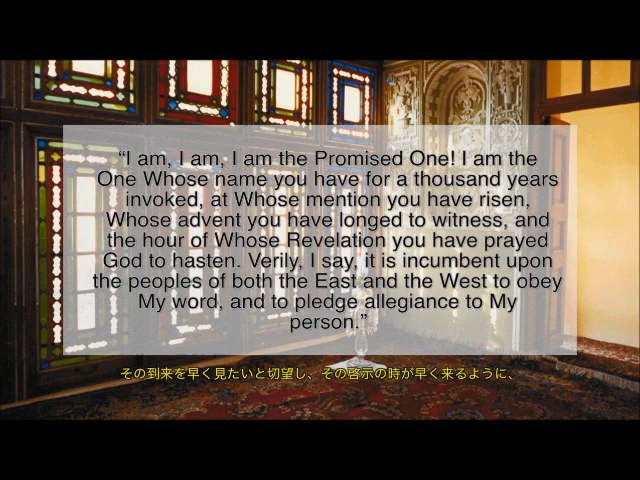 “I am, I am, I am the Promised One! I am the
One Whose name you have for a thousand years
invoked, at Whose mention you have risen,
Whose advent you have longed to witness, and
the hour of Whose Revelation you have prayed
God to hasten. Verily, I say, it is incumbent upon
the peoples of both the East and the West to obey
My word, and to pledge allegiance to My
person.”
その到来を早く見たいと切望し、その啓示の時が早く来るように、